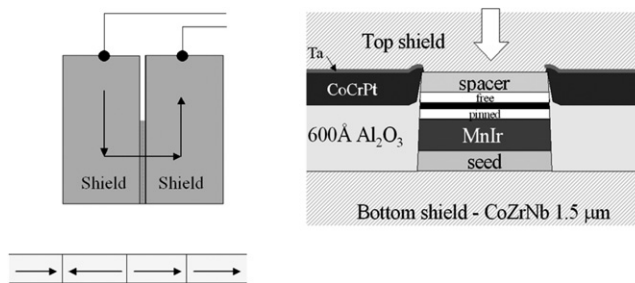 Shield Shield
Ta
Top shield
CoCrPt
spacer
free
pinned
600Å Al₂O₃
MnIr
seed
Bottom shield - CoZrNb 1.5 µm